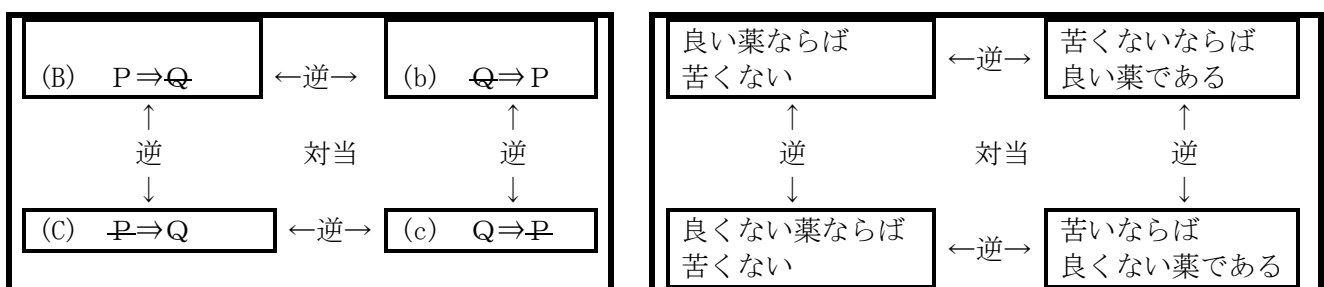 (B) P⇒Q ←逆→ (b) Q⇒P
↑ ↑
逆 対当 逆
↓ ↓
(C) P⇒Q ←逆→ (c) Q⇒P
良い薬ならば
苦くない
←逆→
苦くないならば
良い薬である
↑ ↑
逆 対当 逆
↓ ↓
良くない薬ならば
苦くない
←逆→
苦いならば
良くない薬である